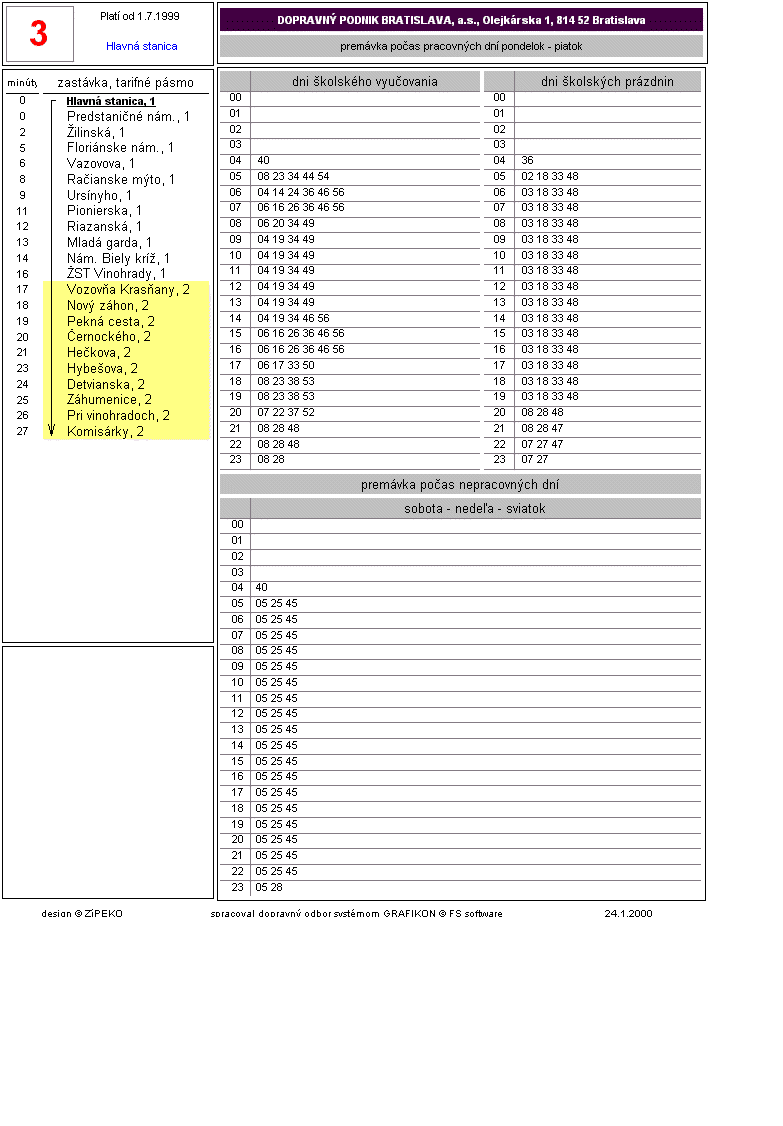 3
Platí od 1.7.1999
Hlavná stanica
DOPRAVNÝ PODNIK BRATISLAVA, a.s., Olejkárska 1, 814 52 Bratislava
premávka počas pracovných dní pondelok - piatok
minúty zastávka, tarifné pásmo
0 Hlavná stanica, 1
0 Predstaničné nám., 1
2 Žilinská, 1
5 Floriánske nám., 1
6 Vazovova, 1
8 Račianske mýto, 1
9 Ursínyho, 1
11 Pionierska, 1
12 Riazanská, 1
13 Mladá garda, 1
14 Nám. Biely kríž, 1
16 ŽST Vinohrady, 1
17 Vozovňa Krasňany, 2
18 Nový záhon, 2
19 Pekná cesta, 2
20 Černockého, 2
21 Hečkova, 2
23 Hybešova, 2
24 Detvianska, 2
25 Záhumenice, 2
26 Pri vinohradoch, 2
27 Komisárky, 2
dni školského vyučovania
00
01
02
03
04 40
05 08 23 34 44 54
06 04 14 24 36 46 56
07 06 16 26 36 46 56
08 06 20 34 49
09 04 19 34 49
10 04 19 34 49
11 04 19 34 49
12 04 19 34 49
13 04 19 34 49
14 04 19 34 46 56
15 06 16 26 36 46 56
16 06 16 26 36 46 56
17 06 17 33 50
18 08 23 38 53
19 08 23 38 53
20 07 22 37 52
21 08 28 48
22 08 28 48
23 08 28
dni školských prázdnin
00
01
02
03
04 36
05 02 18 33 48
06 03 18 33 48
07 03 18 33 48
08 03 18 33 48
09 03 18 33 48
10 03 18 33 48
11 03 18 33 48
12 03 18 33 48
13 03 18 33 48
14 03 18 33 48
15 03 18 33 48
16 03 18 33 48
17 03 18 33 48
18 03 18 33 48
19 03 18 33 48
20 08 28 48
21 08 28 47
22 07 27 47
23 07 27
premávka počas nepracovných dní
sobota - nedeľa - sviatok
00
01
02
03
04 40
05 05 25 45
06 05 25 45
07 05 25 45
08 05 25 45
09 05 25 45
10 05 25 45
11 05 25 45
12 05 25 45
13 05 25 45
14 05 25 45
15 05 25 45
16 05 25 45
17 05 25 45
18 05 25 45
19 05 25 45
20 05 25 45
21 05 25 45
22 05 25 45
23 05 28
design © ZiPEKO spracoval dopravný odbor systémom GRAFIKON © FS software 24.1.2000